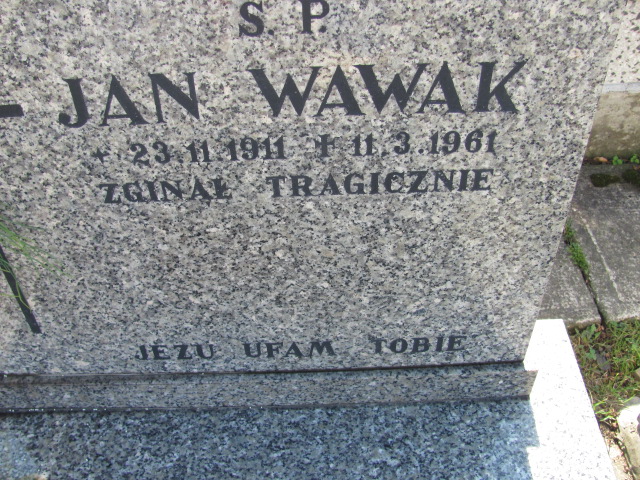 S. P.
JAN WAWAK
* 23.11.1911 ✝ 11.3.1961
ZGINĄŁ TRAGICZNIE
JEZU UFAM TOBIE